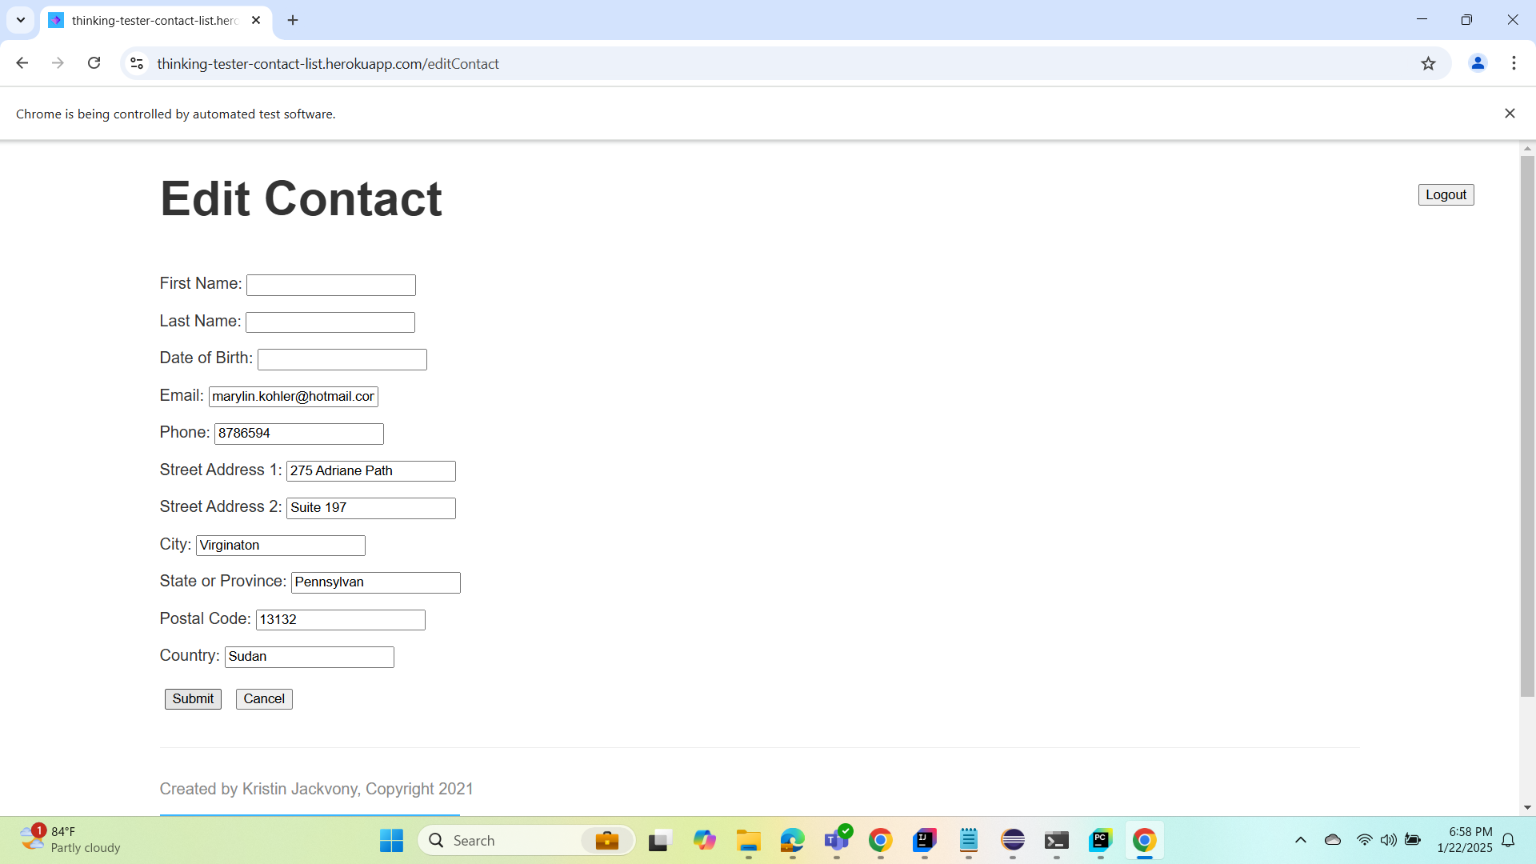 thinking-tester-contact-list.herc
thinking-tester-contact-list.herokuapp.com/editContact
Chrome is being controlled by automated test software.
Edit Contact
Logout
First Name:
Last Name:
Date of Birth:
Email: marylin.kohler@hotmail.cor
Phone: 8786594
Street Address 1: 275 Adriane Path
Street Address 2: Suite 197
City: Virginaton
State or Province: Pennsylvan
Postal Code: 13132
Country: Sudan
Submit Cancel
Created by Kristin Jackvony, Copyright 2021
1 84°F
Partly cloudy
Search
IJ
PC
6:58 PM
1/22/2025